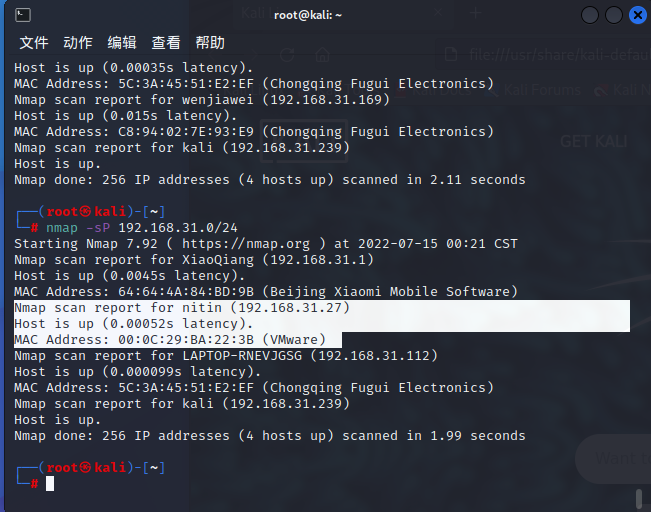 root@kali: ~
文件 动作 编辑 查看 帮助
Host is up (0.00035s latency).
MAC Address: 5C:3A:45:51:E2:EF (Chongqing Fugui Electronics)
Nmap scan report for wenjiawei (192.168.31.169)
Host is up (0.015s latency).
MAC Address: C8:94:02:7E:93:E9 (Chongqing Fugui Electronics)
Nmap scan report for kali (192.168.31.239)
Host is up.
Nmap done: 256 IP addresses (4 hosts up) scanned in 2.11 seconds
┌──(root㉿kali)-[~]
└─# nmap -sP 192.168.31.0/24
Starting Nmap 7.92 ( https://nmap.org ) at 2022-07-15 00:21 CST
Nmap scan report for XiaoQiang (192.168.31.1)
Host is up (0.0045s latency).
MAC Address: 64:64:4A:84:BD:9B (Beijing Xiaomi Mobile Software)
Nmap scan report for nitin (192.168.31.27)
Host is up (0.00052s latency).
MAC Address: 00:0C:29:BA:22:3B (VMware)
Nmap scan report for LAPTOP-RNEVJGSG (192.168.31.112)
Host is up (0.000099s latency).
MAC Address: 5C:3A:45:51:E2:EF (Chongqing Fugui Electronics)
Nmap scan report for kali (192.168.31.239)
Host is up.
Nmap done: 256 IP addresses (4 hosts up) scanned in 1.99 seconds
┌──(root㉿kali)-[~]
└─#
file:///usr/share/kali-defau
Kali Forums
GET KALI
Want